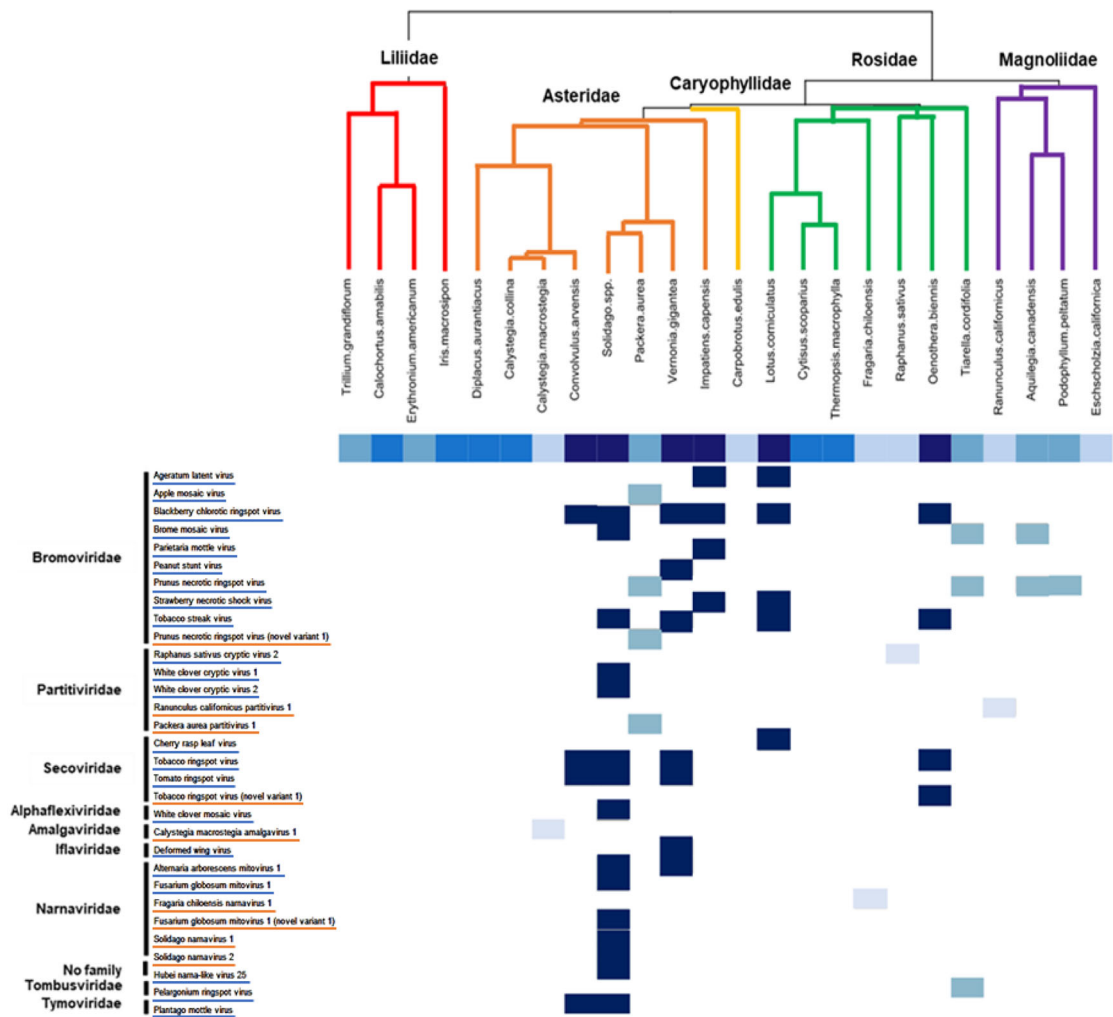 Liliidae
Asteridae
Caryophyllidae
Rosidae
Magnoliidae
Trillium.grandiflorum
Calochortus.amabilis
Erythronium.americanum
Iris.macrosipon
Diplacus.aurantiacus
Calystegia.collina
Calystegia.macrostegia
Convolvulus.arvensis
Solidago.spp.
Packera.aurea
Vernonia.gigantea
Impatiens.capensis
Carpobrotus.edulis
Lotus.corniculatus
Cytisus.scoparius
Thermopsis.macrophylla
Fragaria.chiloensis
Raphanus.sativus
Oenothera.biennis
Tiarella.cordifolia
Ranunculus.californicus
Aquilegia.canadensis
Podophyllum.peltatum
Eschscholzia.californica
Bromoviridae
Ageratum latent virus
Apple mosaic virus
Blackberry chlorotic ringspot virus
Brome mosaic virus
Parietaria mottle virus
Peanut stunt virus
Prunus necrotic ringspot virus
Strawberry necrotic shock virus
Tobacco streak virus
Prunus necrotic ringspot virus (novel variant 1)
Partitiviridae
Raphanus sativus cryptic virus 2
White clover cryptic virus 1
White clover cryptic virus 2
Ranunculus californicus partitivirus 1
Packera aurea partitivirus 1
Secoviridae
Cherry rasp leaf virus
Tobacco ringspot virus
Tomato ringspot virus
Tobacco ringspot virus (novel variant 1)
Alphaflexiviridae
White clover mosaic virus
Amalgaviridae
Calystegia macrostegia amalgavirus 1
Iflaviridae
Deformed wing virus
Narnaviridae
Alternaria arborescens mitovirus 1
Fusarium globosum mitovirus 1
Fragaria chiloensis narnavirus 1
Fusarium globosum mitovirus 1 (novel variant 1)
Solidago narnavirus 1
Solidago narnavirus 2
No family
Hubei narna-like virus 25
Tombusviridae
Pelargonium ringspot virus
Tymoviridae
Plantago mottle virus